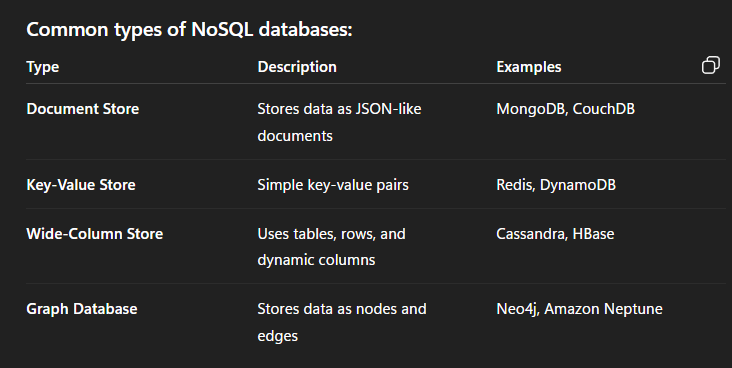 Common types of NoSQL databases:
Type Description Examples
Document Store Stores data as JSON-like MongoDB, CouchDB
documents
Key-Value Store Simple key-value pairs Redis, DynamoDB
Wide-Column Store Uses tables, rows, and Cassandra, HBase
dynamic columns
Graph Database Stores data as nodes and Neo4j, Amazon Neptune
edges